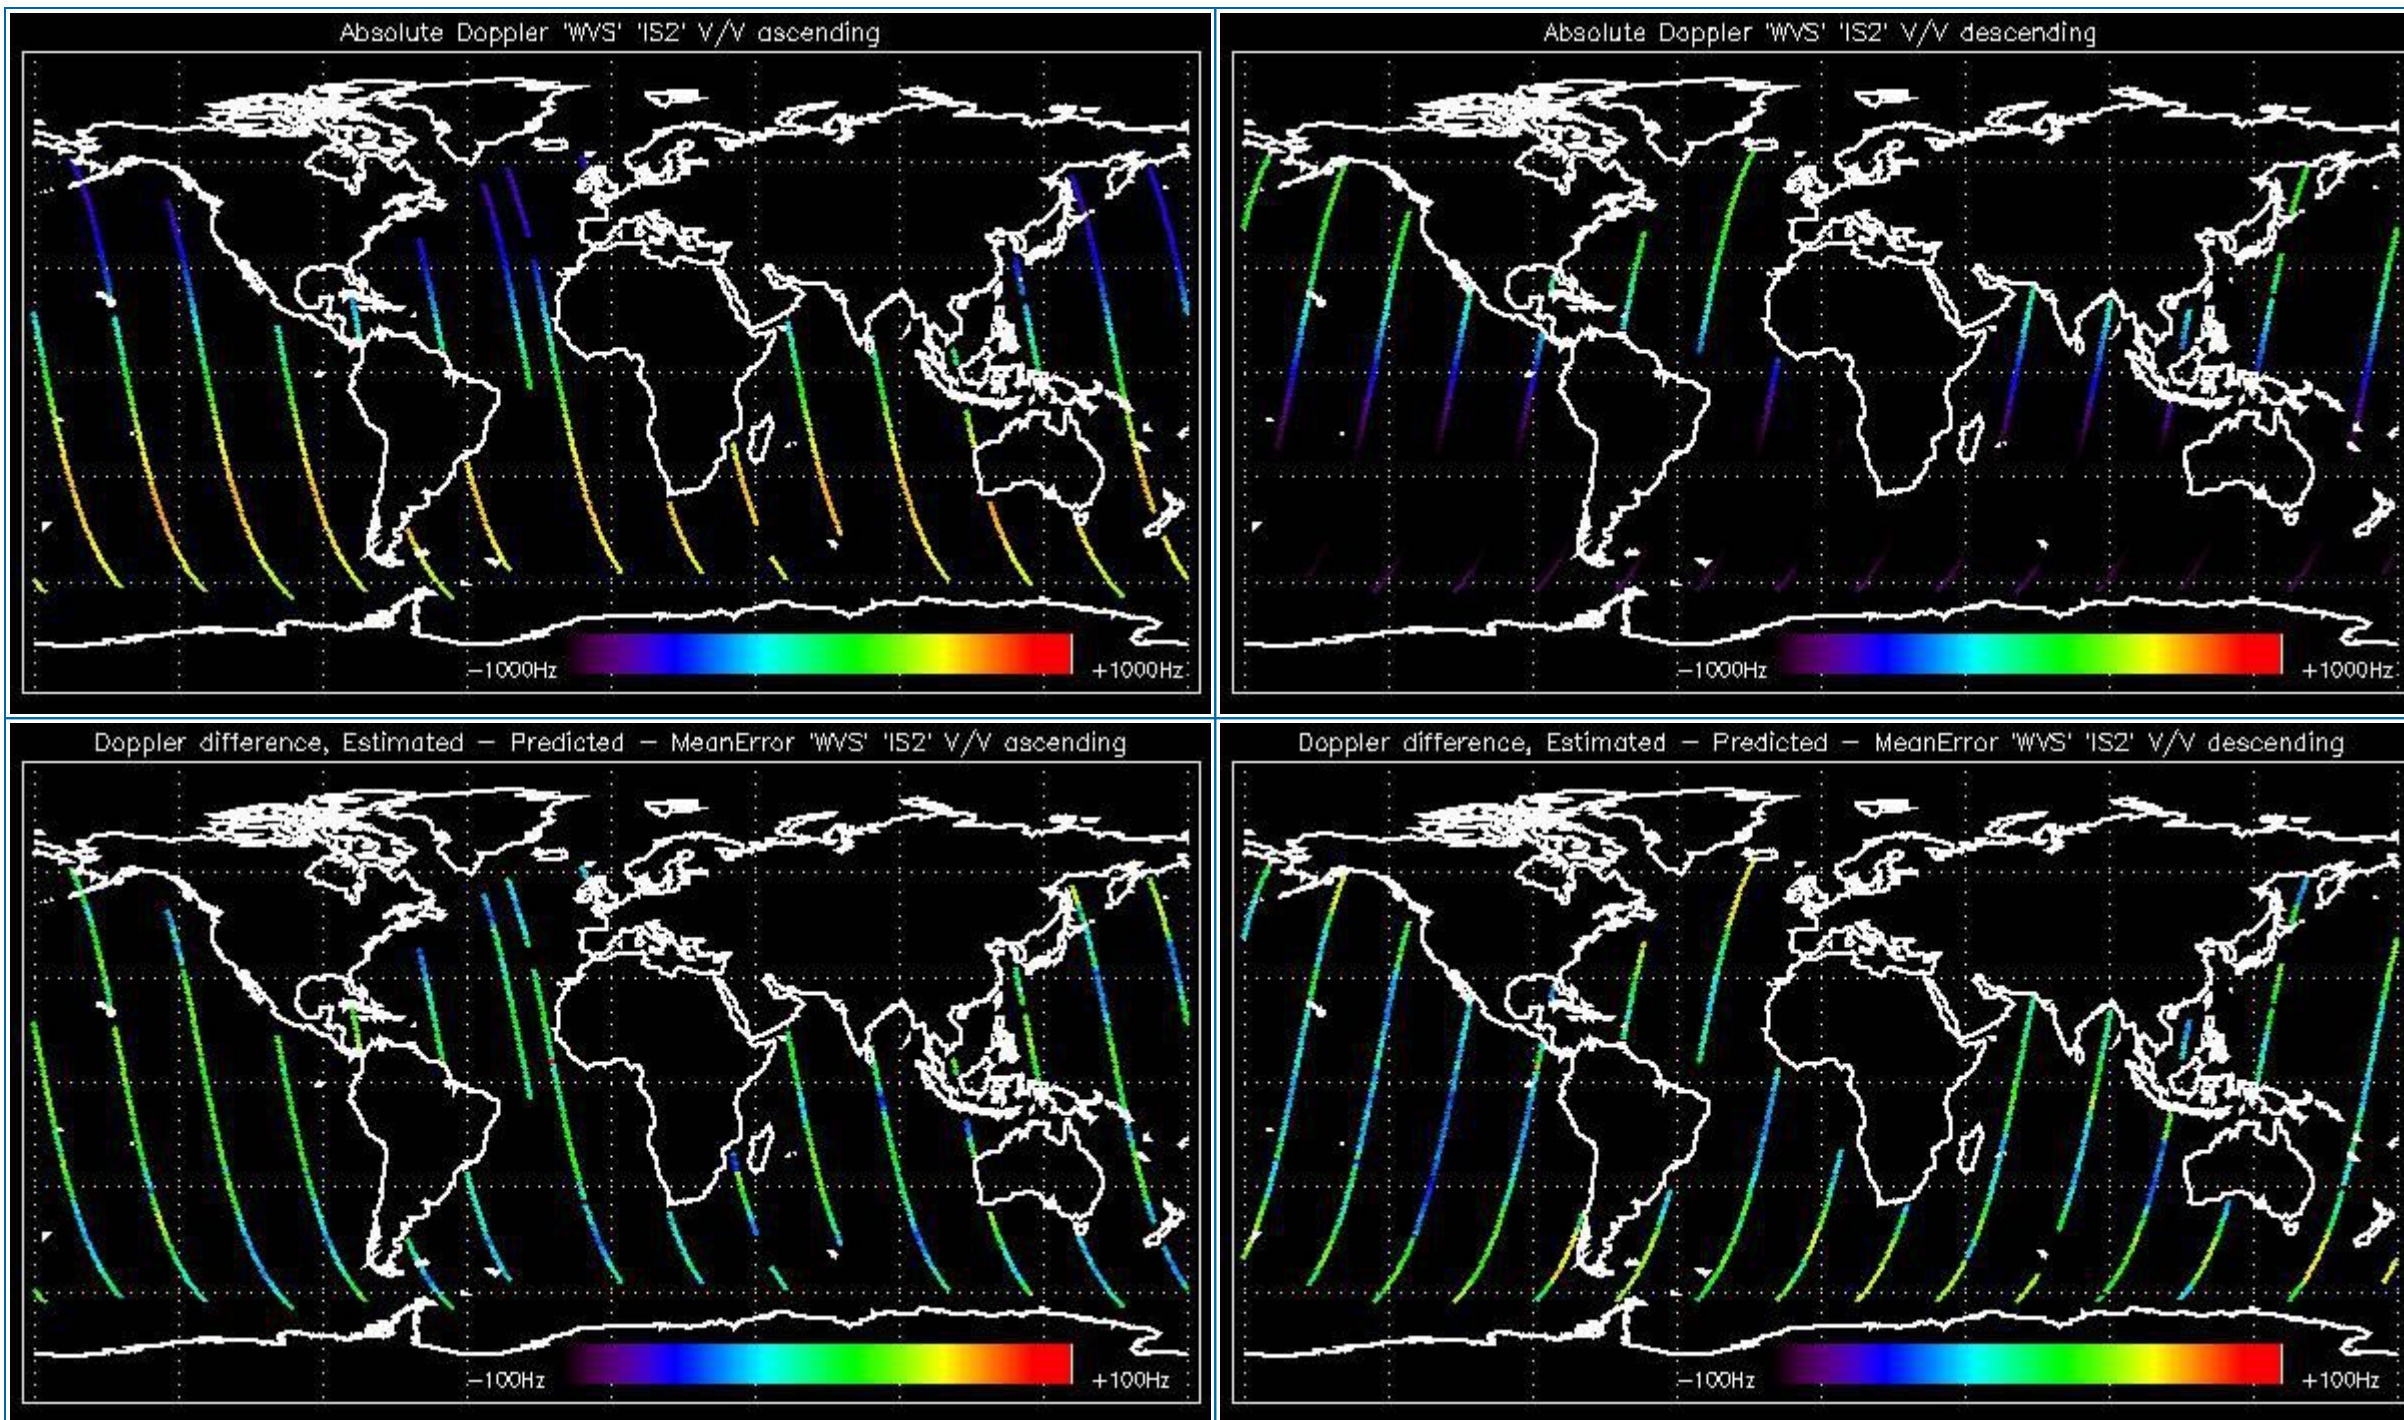 Absolute Doppler 'WVS' 'IS2' V/V ascending
−1000Hz
+1000Hz
Absolute Doppler 'WVS' 'IS2' V/V descending
−1000Hz
+1000Hz
Doppler difference, Estimated − Predicted − MeanError 'WVS' 'IS2' V/V ascending
−100Hz
+100Hz
Doppler difference, Estimated − Predicted − MeanError 'WVS' 'IS2' V/V descending
−100Hz
+100Hz